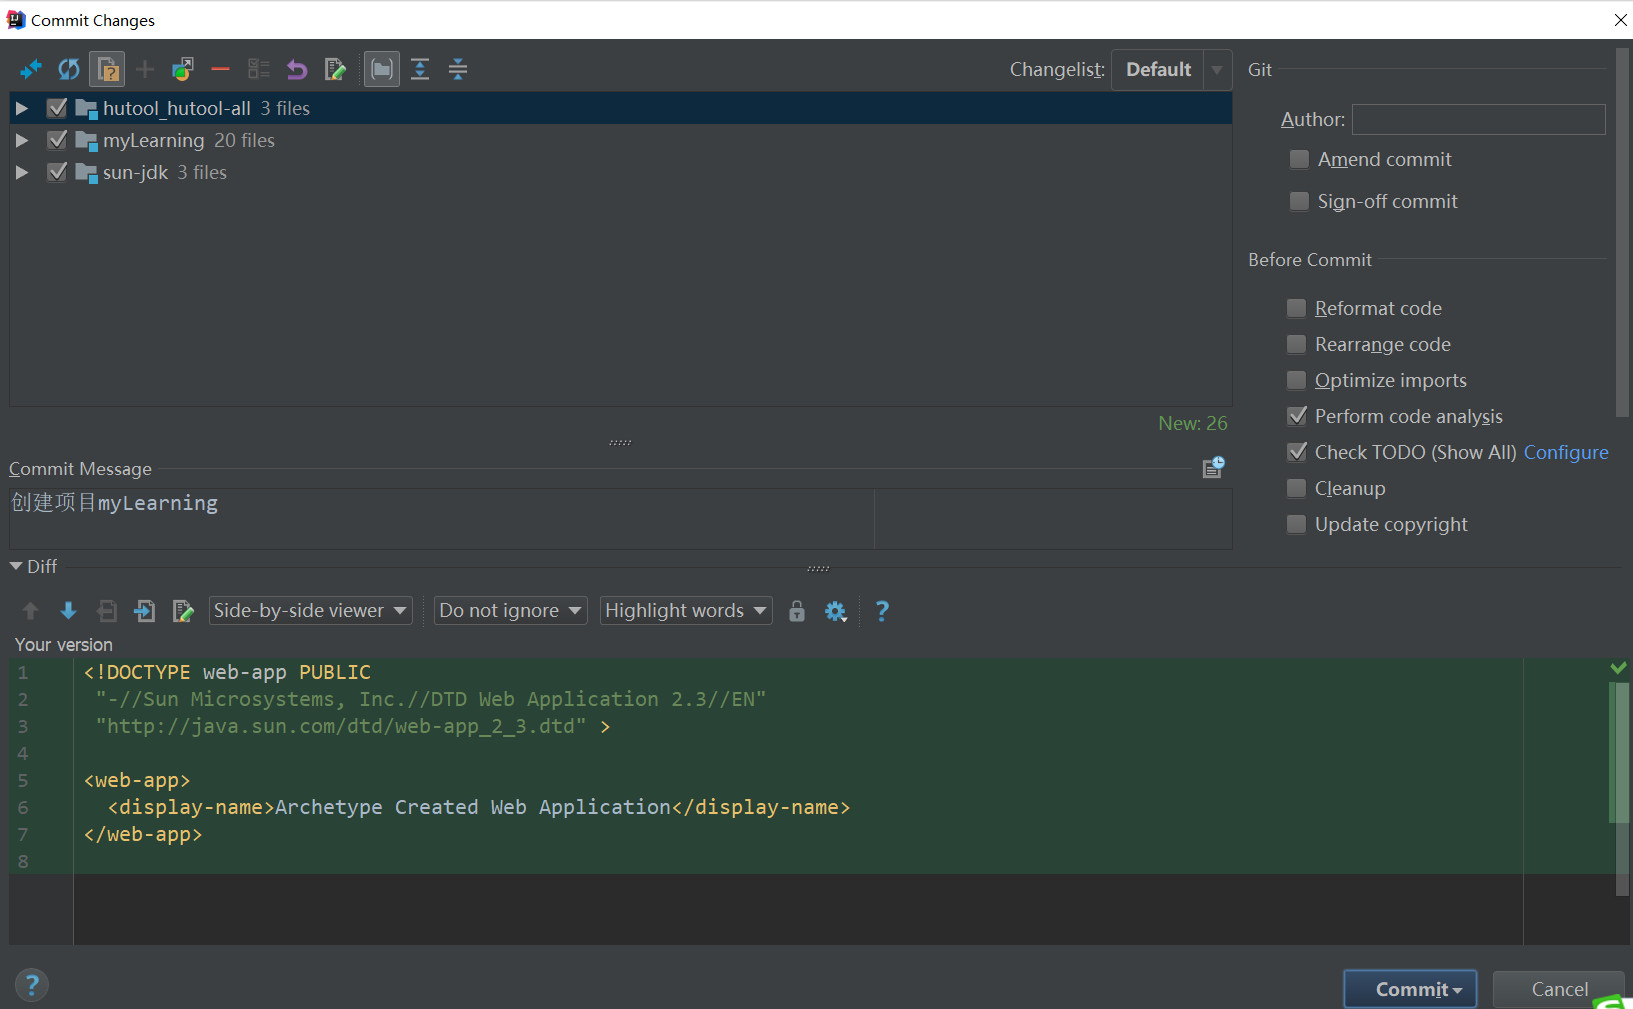 Commit Changes
Changelist: Default
hutool_hutool-all 3 files
myLearning 20 files
sun-jdk 3 files
New: 26
Git
Author:
Amend commit
Sign-off commit
Before Commit
Reformat code
Rearrange code
Optimize imports
Perform code analysis
Check TODO (Show All) Configure
Cleanup
Update copyright
Commit Message
创建项目myLearning
Diff
Side-by-side viewer Do not ignore Highlight words ?
Your version
1 <!DOCTYPE web-app PUBLIC
2 "-//Sun Microsystems, Inc.//DTD Web Application 2.3//EN"
3 "http://java.sun.com/dtd/web-app_2_3.dtd" >
4
5 <web-app>
6 <display-name>Archetype Created Web Application</display-name>
7 </web-app>
8
? Commit Cancel